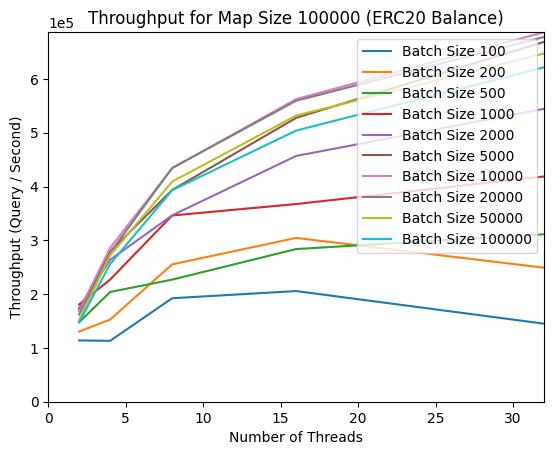 Throughput for Map Size 100000 (ERC20 Balance)
1e5
6
5
4
3
2
1
0
Throughput (Query / Second)
Batch Size 100
Batch Size 200
Batch Size 500
Batch Size 1000
Batch Size 2000
Batch Size 5000
Batch Size 10000
Batch Size 20000
Batch Size 50000
Batch Size 100000
0 5 10 15 20 25 30
Number of Threads